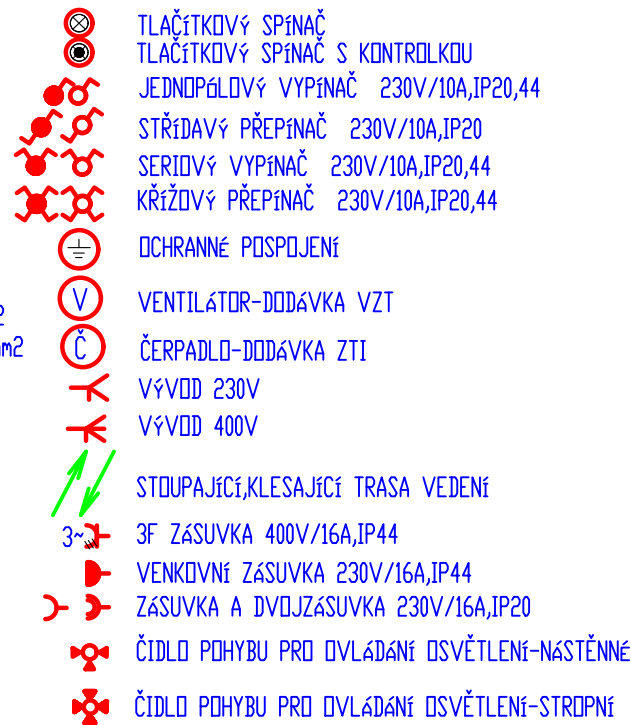 TLAČÍTKOVÝ SPÍNAČ
TLAČÍTKOVÝ SPÍNAČ S KONTROLKOU
JEDNOPÓLOVÝ VYPÍNAČ 230V/10A,IP20,44
STŘÍDAVÝ PŘEPÍNAČ 230V/10A,IP20
SERIOVÝ VYPÍNAČ 230V/10A,IP20,44
KŘÍŽOVÝ PŘEPÍNAČ 230V/10A,IP20,44
OCHRANNÉ POSPOJENÍ
V VENTILÁTOR-DODÁVKA VZT
m2 Č ČERPADLO-DODÁVKA ZTI
VÝVOD 230V
VÝVOD 400V
STOUPAJÍCÍ,KLESAJÍCÍ TRASA VEDENÍ
3~ 3F ZÁSUVKA 400V/16A,IP44
VENKOVNÍ ZÁSUVKA 230V/16A,IP44
ZÁSUVKA A DVOJZÁSUVKA 230V/16A,IP20
ČIDLO POHYBU PRO OVLÁDÁNÍ OSVĚTLENÍ-NÁSTĚNNÉ
ČIDLO POHYBU PRO OVLÁDÁNÍ OSVĚTLENÍ-STROPNÍ